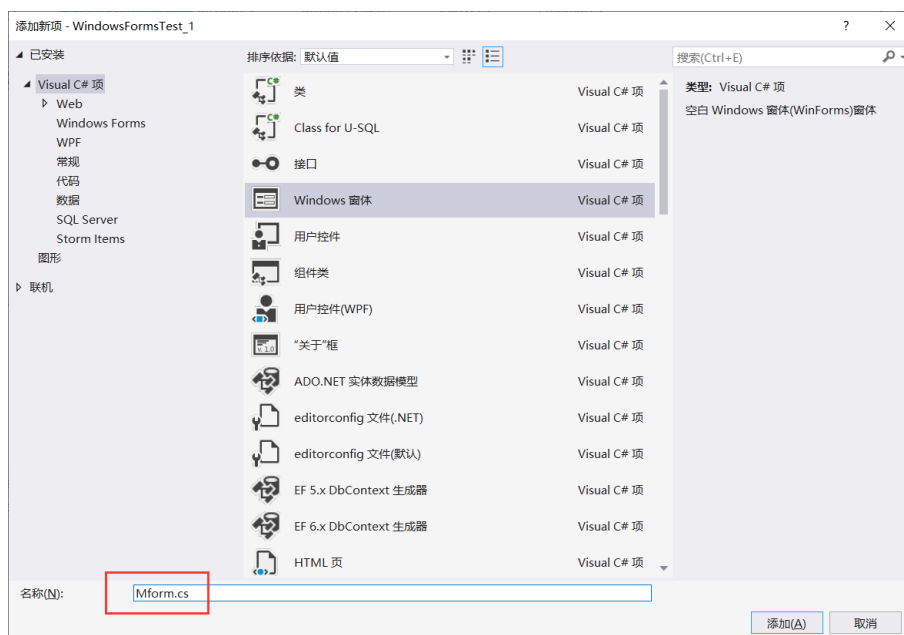 添加新项 - WindowsFormsTest_1 ? ×
已安装
排序依据: 默认值
搜索(Ctrl+E)
Visual C# 项
Web
Windows Forms
WPF
常规
代码
数据
SQL Server
Storm Items
图形
联机
类 Visual C# 项
Class for U-SQL Visual C# 项
接口 Visual C# 项
Windows 窗体 Visual C# 项
用户控件 Visual C# 项
组件类 Visual C# 项
用户控件(WPF) Visual C# 项
"关于"框 Visual C# 项
ADO.NET 实体数据模型 Visual C# 项
editorconfig 文件(.NET) Visual C# 项
editorconfig 文件(默认) Visual C# 项
EF 5.x DbContext 生成器 Visual C# 项
EF 6.x DbContext 生成器 Visual C# 项
HTML 页 Visual C# 项
类型: Visual C# 项
空白 Windows 窗体(WinForms)窗体
名称(N): Mform.cs
添加(A) 取消